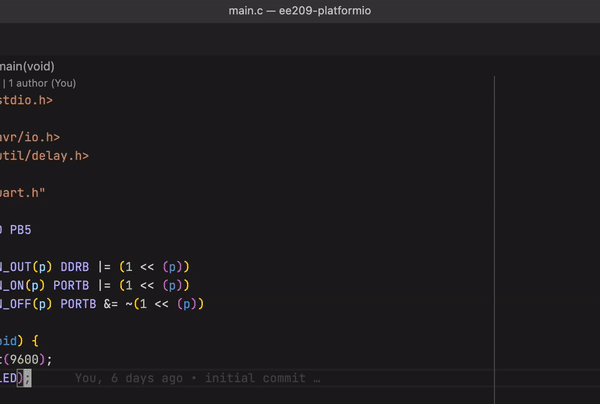 main.c — ee209-platformio
main(void)
| 1 author (You)
stdio.h>
avr/io.h>
util/delay.h>
uart.h"
PB5
N_OUT(p) DDRB |= (1 << (p))
N_ON(p) PORTB |= (1 << (p))
N_OFF(p) PORTB &= ~(1 << (p))
oid) {
t(9600);
LED); You, 6 days ago • initial commit …